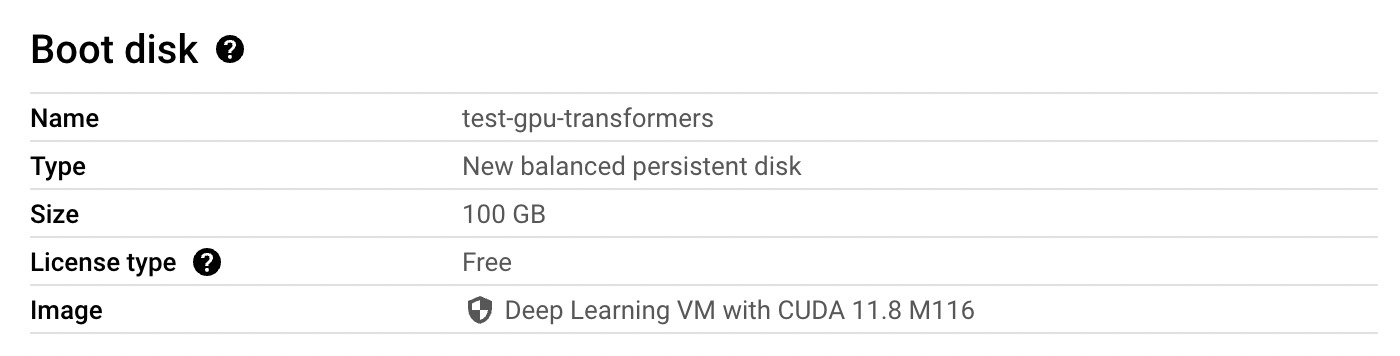 Boot disk ?
Name test-gpu-transformers
Type New balanced persistent disk
Size 100 GB
License type ? Free
Image Deep Learning VM with CUDA 11.8 M116